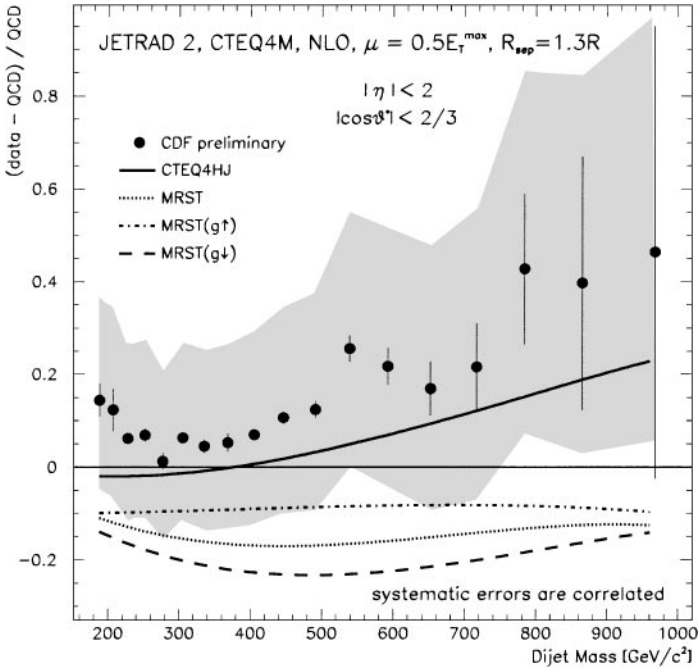 (data - QCD) / QCD
JETRAD 2, CTEQ4M, NLO, μ = 0.5E_T^max, R_sep=1.3R
|η| < 2
|cosϑ*| < 2/3
CDF preliminary
CTEQ4HJ
MRST
MRST(g↑)
MRST(g↓)
0.8
0.6
0.4
0.2
0
-0.2
systematic errors are correlated
100 200 300 400 500 600 700 800 900 1000
Dijet Mass [GeV/c²]